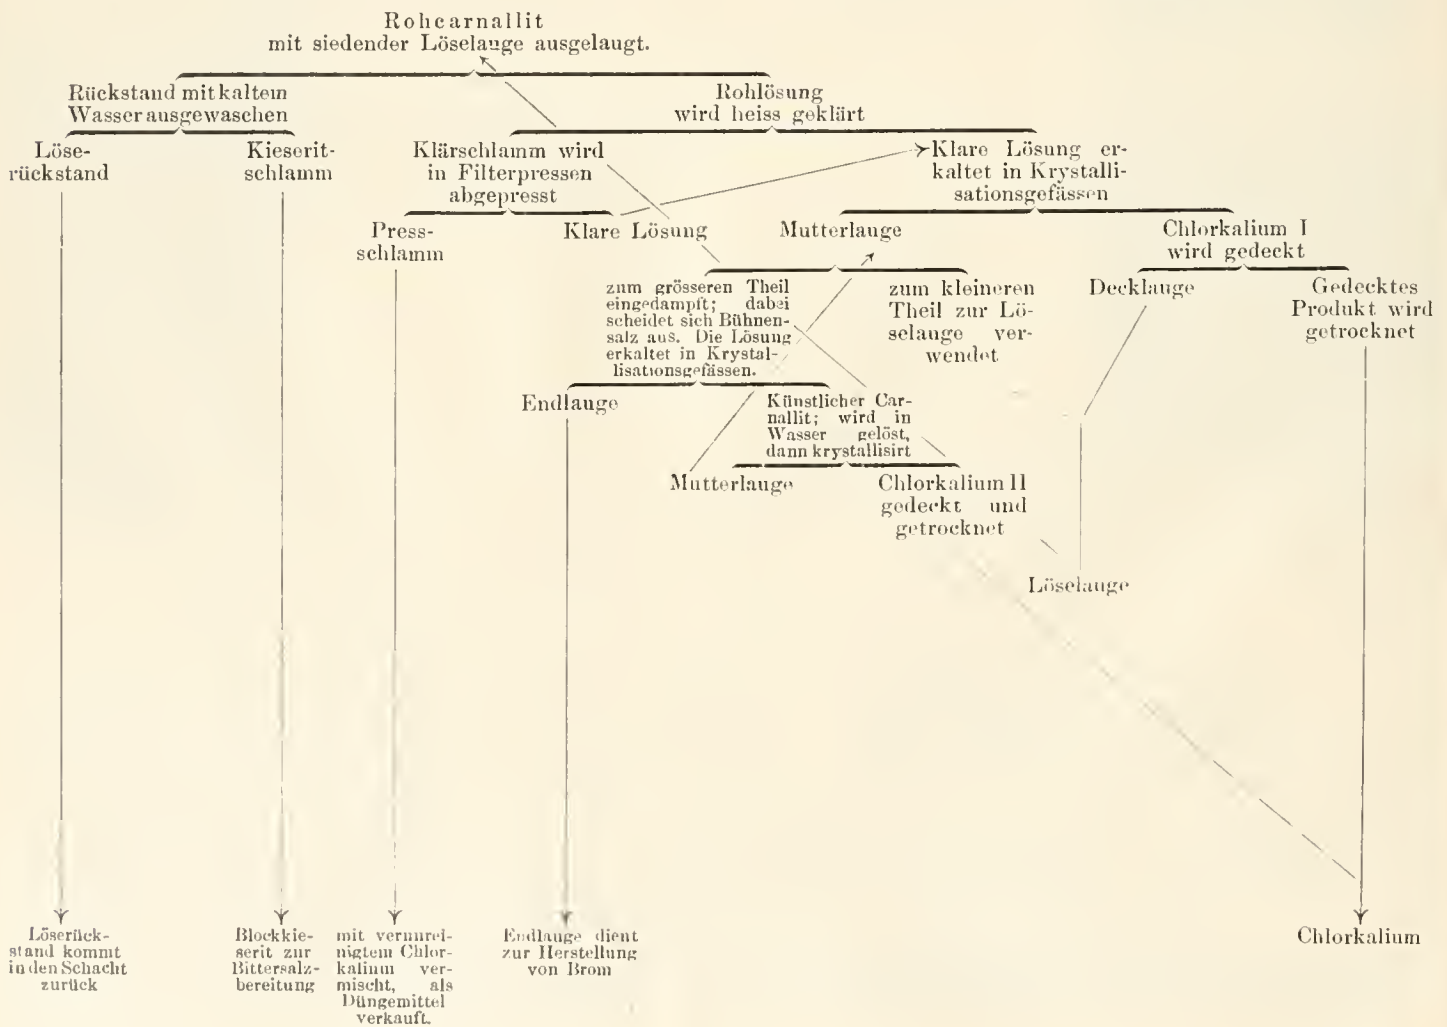 Rohcarnallit
mit siedender Löselauge ausgelaugt.
Rückstand mit kaltem
Wasser ausgewaschen
Rohlösung
wird heiss geklärt
Löse-
rückstand
Kieserit-
schlamm
Klärschlamm wird
in Filterpressen
abgepresst
Klare Lösung er-
kaltet in Krystalli-
sationsgefässen
Press-
schlamm
Klare Lösung
Mutterlauge
Chlorkalium I
wird gedeckt
zum grösseren Theil
eingedampft; dabei
scheidet sich Bühnen-
salz aus. Die Lösung
erkaltet in Krystal-
lisationsgefässen.
zum kleineren
Theil zur Lö-
selauge ver-
wendet
Decklauge
Gedecktes
Produkt wird
getrocknet
Endlauge
Künstlicher Car-
nallit; wird in
Wasser gelöst,
dann krystallisirt
Mutterlauge
Chlorkalium II
gedeckt und
getrocknet
Löselauge
Löserück-
stand kommt
in den Schacht
zurück
Blockkie-
serit zur
Bittersalz-
bereitung
mit verunrei-
nigtem Chlor-
kalium ver-
mischt, als
Düngemittel
verkauft.
Endlauge dient
zur Herstellung
von Brom
Chlorkalium